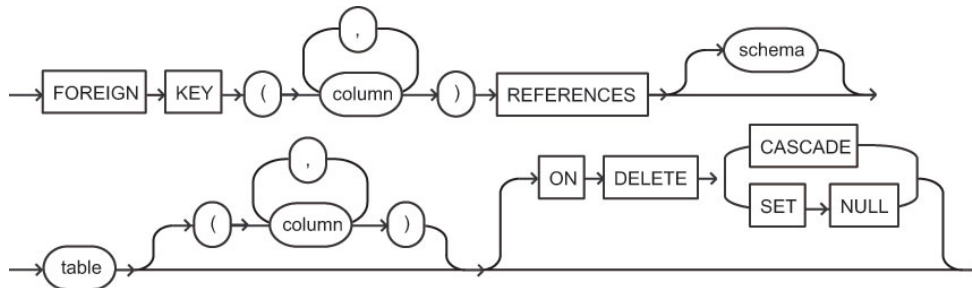 ,
schema
FOREIGN KEY ( column ) REFERENCES
,
CASCADE
ON DELETE
( column ) SET NULL
table